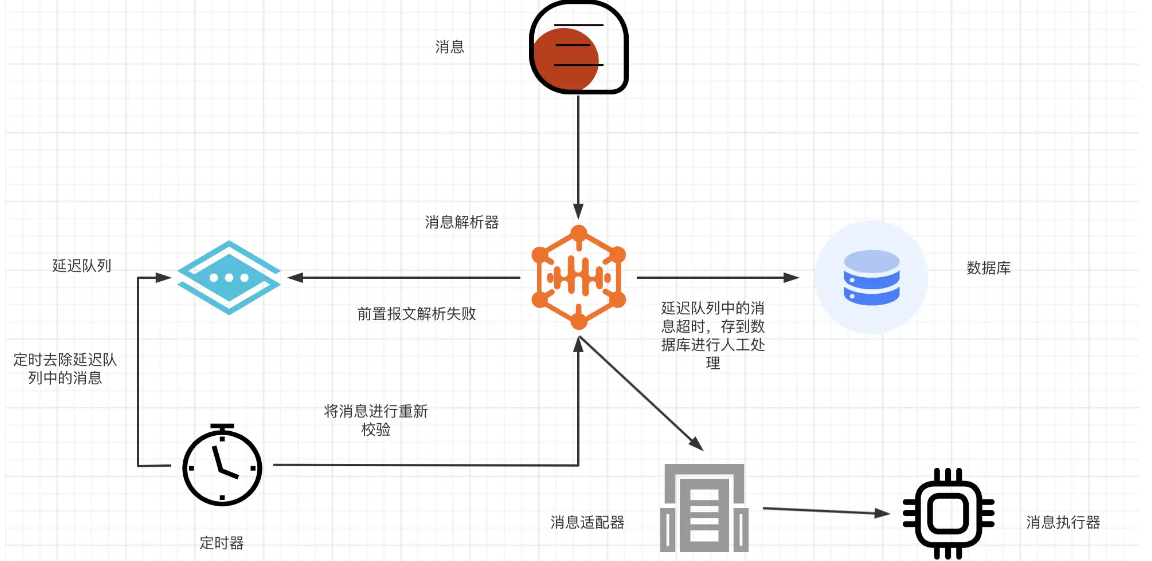 消息
消息解析器
延迟队列
数据库
前置报文解析失败
延迟队列中的消
息超时，存到数
据库进行人工处
理
定时去除延迟队
列中的消息
将消息进行重新
校验
消息适配器
消息执行器
定时器